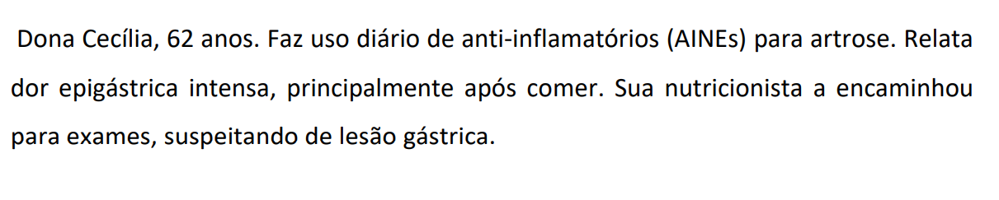 Dona Cecília, 62 anos. Faz uso diário de anti-inflamatórios (AINEs) para artrose. Relata
dor epigástrica intensa, principalmente após comer. Sua nutricionista a encaminhou
para exames, suspeitando de lesão gástrica.